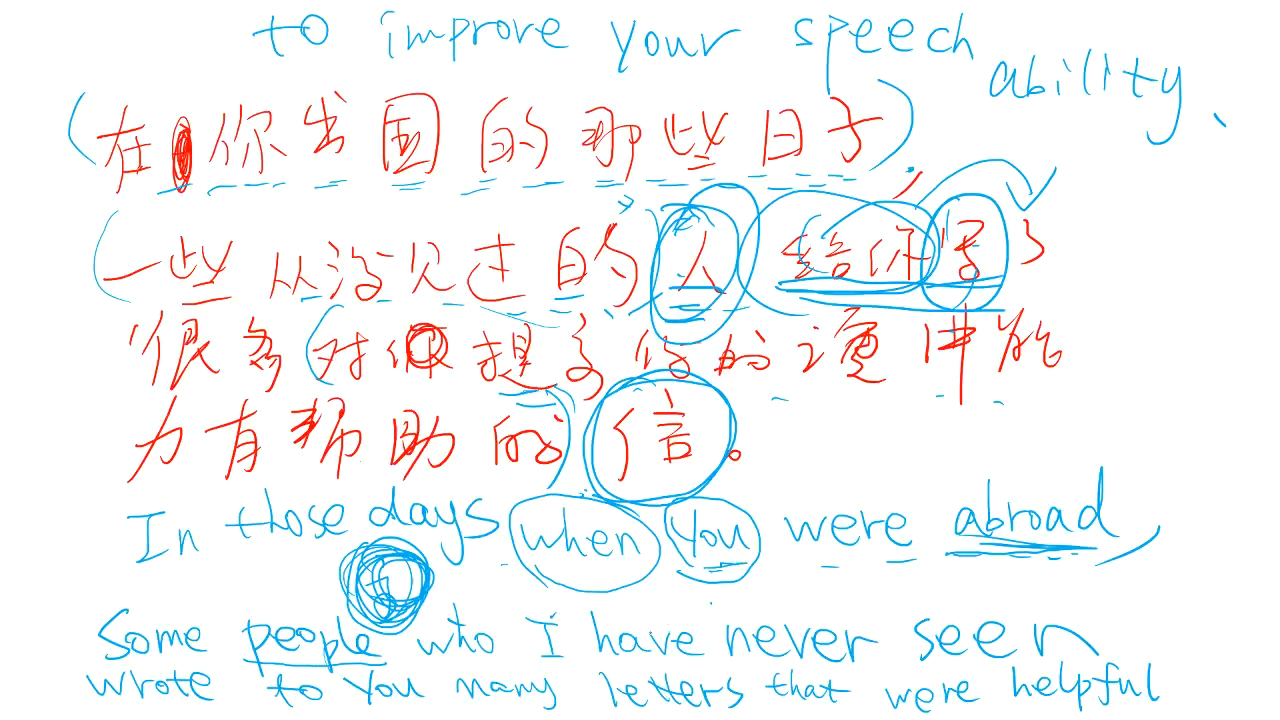 to improve your speech
ability.
(在你出国的那些日子)
(一些从没见过的人 给你写了
很多(对提高你的演讲能
力有帮助的)信。
In those days when you were abroad,
Some people who I have never seen
wrote to you many letters that were helpful